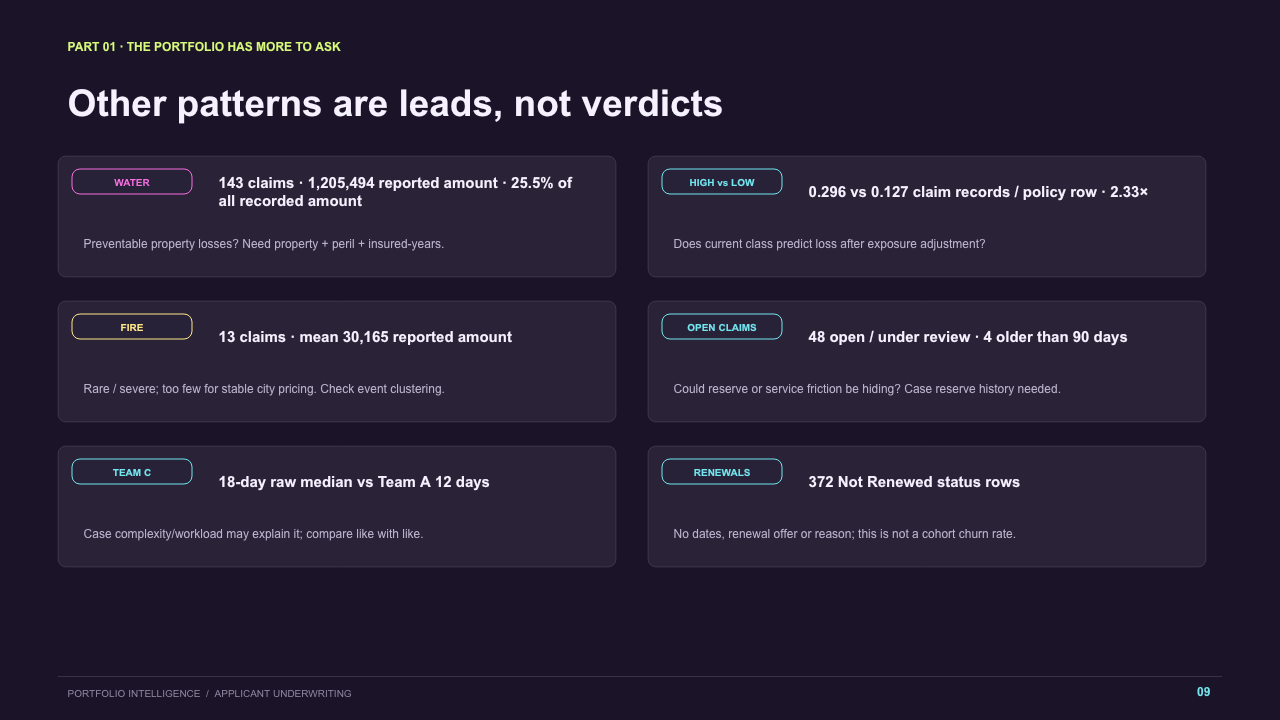 PART 01 · THE PORTFOLIO HAS MORE TO ASK
Other patterns are leads, not verdicts
WATER
143 claims · 1,205,494 reported amount · 25.5% of
all recorded amount
Preventable property losses? Need property + peril + insured-years.
HIGH vs LOW
0.296 vs 0.127 claim records / policy row · 2.33×
Does current class predict loss after exposure adjustment?
FIRE
13 claims · mean 30,165 reported amount
Rare / severe; too few for stable city pricing. Check event clustering.
OPEN CLAIMS
48 open / under review · 4 older than 90 days
Could reserve or service friction be hiding? Case reserve history needed.
TEAM C
18-day raw median vs Team A 12 days
Case complexity/workload may explain it; compare like with like.
RENEWALS
372 Not Renewed status rows
No dates, renewal offer or reason; this is not a cohort churn rate.
PORTFOLIO INTELLIGENCE / APPLICANT UNDERWRITING
09